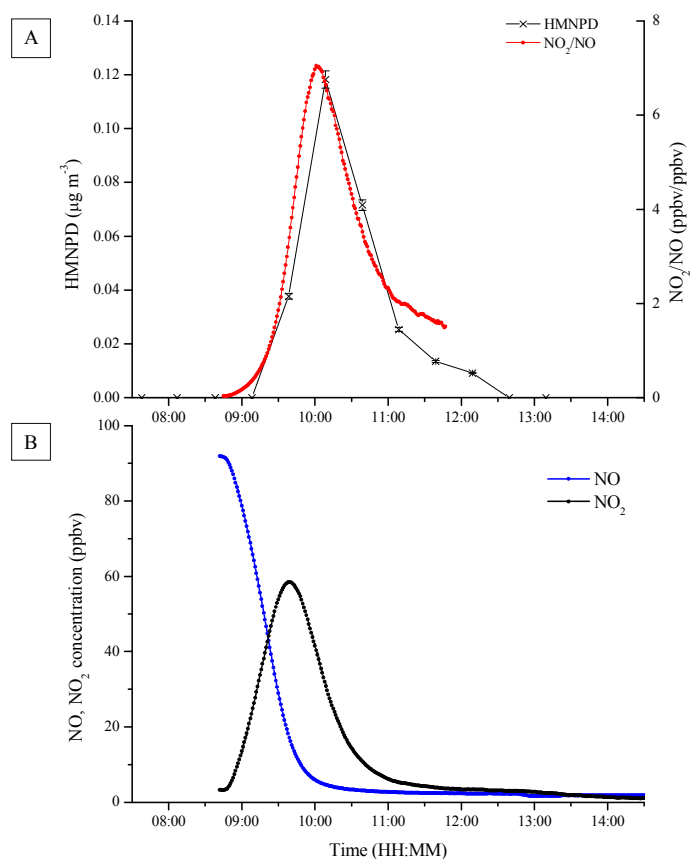 A
HMNPD
NO₂/NO
0.14
0.12
0.10
0.08
0.06
0.04
0.02
0.00
HMNPD (µg m⁻³)
8
6
4
2
0
NO₂/NO (ppbv/ppbv)
08:00 09:00 10:00 11:00 12:00 13:00 14:00
B
NO
NO₂
100
80
60
40
20
0
NO, NO₂ concentration (ppbv)
08:00 09:00 10:00 11:00 12:00 13:00 14:00
Time (HH:MM)